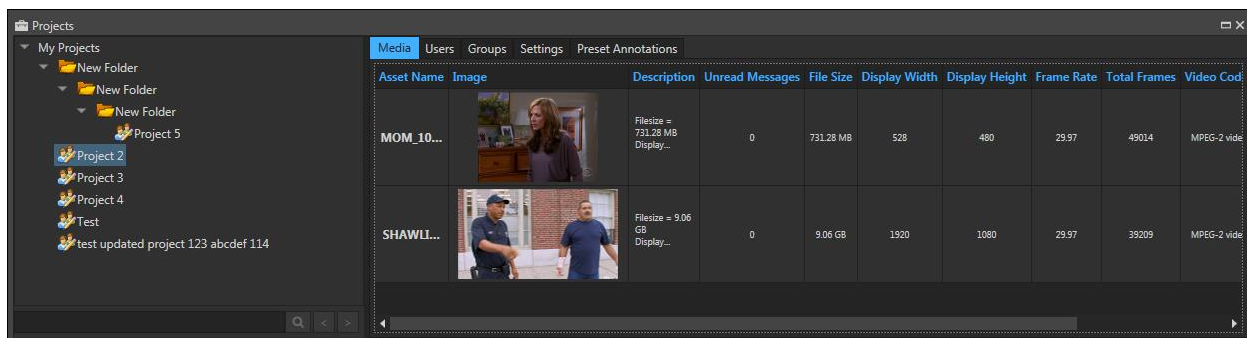 Projects
My Projects
New Folder
New Folder
New Folder
Project 5
Project 2
Project 3
Project 4
Test
test updated project 123 abcdef 114
Media Users Groups Settings Preset Annotations
Asset Name Image Description Unread Messages File Size Display Width Display Height Frame Rate Total Frames Video Cod
Filesize =
731.28 MB
Display...
MOM_10... 0 731.28 MB 528 480 29.97 49014 MPEG-2 vide
Filesize = 9.06
GB
Display...
SHAWLI... 0 9.06 GB 1920 1080 29.97 39209 MPEG-2 vide